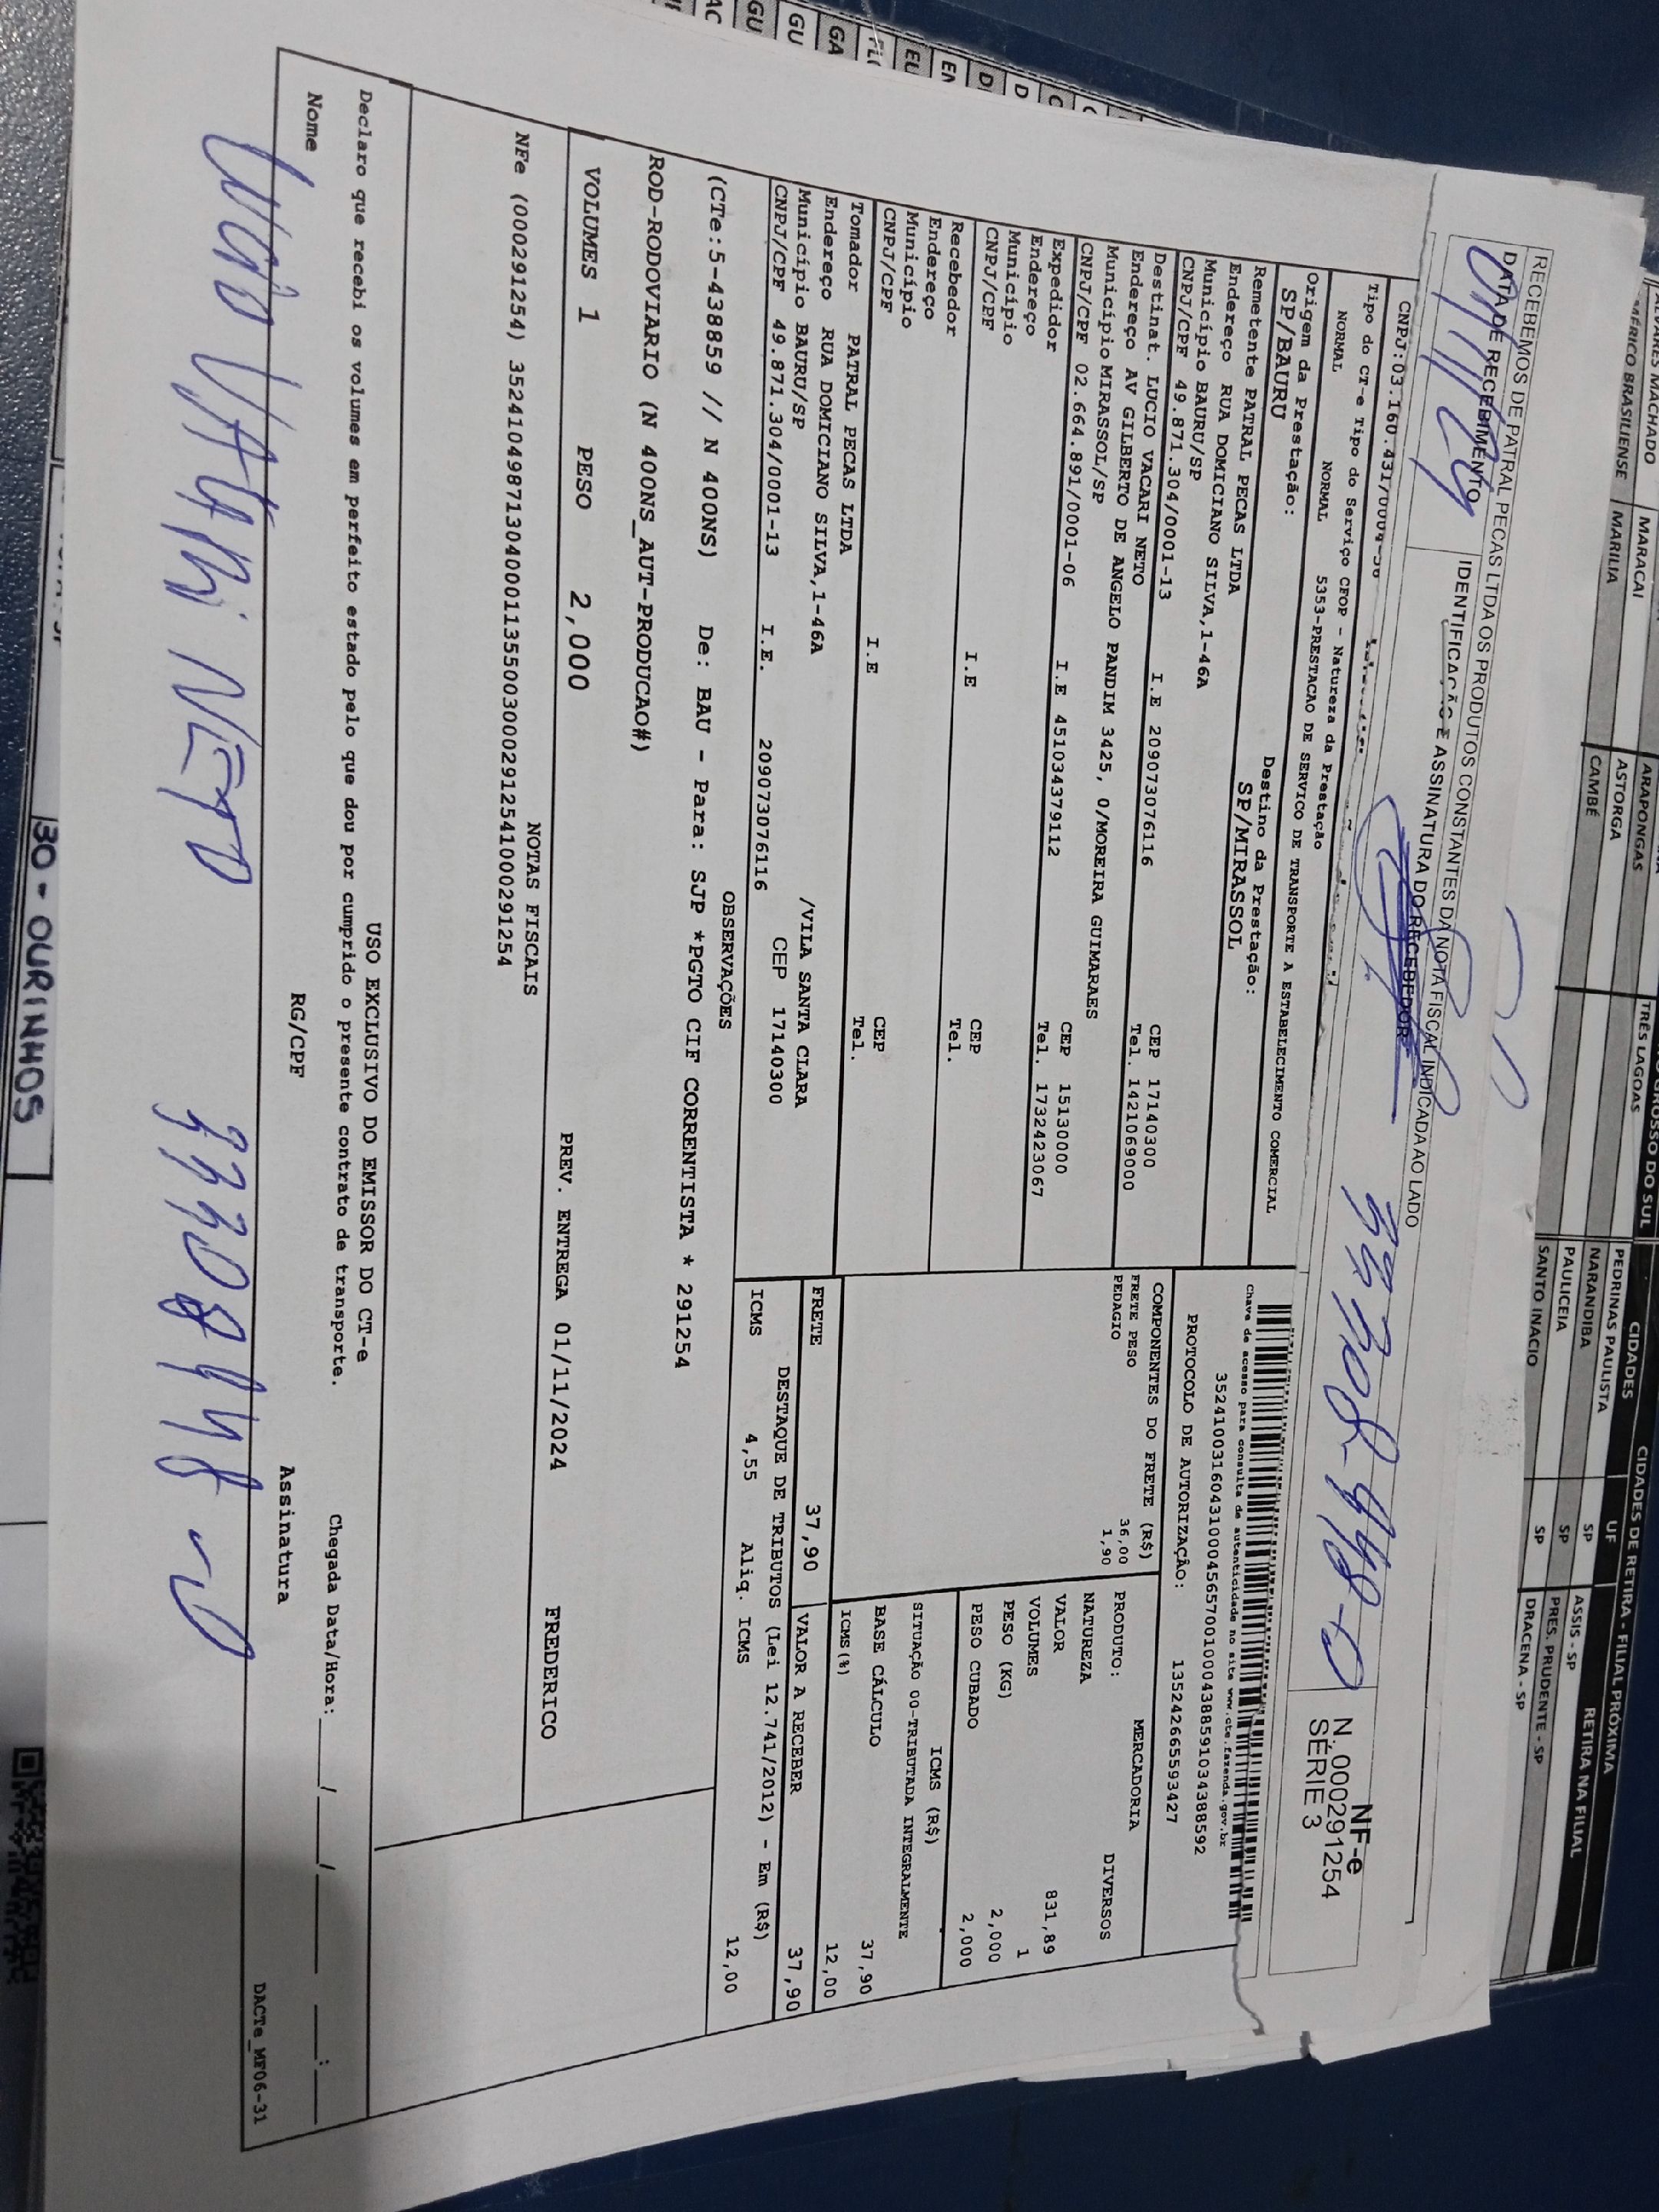 RECEBEMOS DE PATRAL PECAS LTDA OS PRODUTOS CONSTANTES DA NOTA FISCAL INDICADA AO LADO
DATA DE RECEBIMENTO
IDENTIFICAÇÃO E ASSINATURA DO RECEBEDOR
NF-e
N. 000291254
SÉRIE 3
CNPJ:03.160.431/0004-56
Tipo do CT-e Tipo do Serviço CFOP - Natureza da Prestação
NORMAL NORMAL 5353-PRESTACAO DE SERVICO DE TRANSPORTE A ESTABELECIMENTO COMERCIAL
Origem da Prestação: Destino da Prestação:
SP/BAURU SP/MIRASSOL
Chave de acesso para consulta de autenticidade no site www.cte.fazenda.gov.br
35241003160431000456570010004388591034388592
PROTOCOLO DE AUTORIZAÇÃO: 135242665593427
Remetente PATRAL PECAS LTDA
Endereço RUA DOMICIANO SILVA,1-46A
Município BAURU/SP CEP 17140300
CNPJ/CPF 49.871.304/0001-13 I.E 209073076116 Tel. 1421069000
Destinat. LUCIO VACARI NETO
Endereço AV GILBERTO DE ANGELO PANDIM 3425, 0/MOREIRA GUIMARAES
Município MIRASSOL/SP CEP 15130000
CNPJ/CPF 02.664.891/0001-06 I.E 451034379112 Tel. 1732423067
Expedidor
Endereço
Município CEP
CNPJ/CPF I.E Tel.
Recebedor
Endereço
Município CEP
CNPJ/CPF I.E Tel.
Tomador PATRAL PECAS LTDA
Endereço RUA DOMICIANO SILVA,1-46A /VILA SANTA CLARA
Município BAURU/SP CEP 17140300
CNPJ/CPF 49.871.304/0001-13 I.E. 209073076116
COMPONENTES DO FRETE (R$)
FRETE PESO 36,00
PEDAGIO 1,90
MERCADORIA
PRODUTO: DIVERSOS
NATUREZA
VALOR 831,89
VOLUMES 1
PESO (KG) 2,000
PESO CUBADO 2,000
ICMS (R$)
SITUAÇÃO 00-TRIBUTADA INTEGRALMENTE
BASE CÁLCULO 37,90
ICMS (%) 12,00
FRETE 37,90 VALOR A RECEBER 37,90
DESTAQUE DE TRIBUTOS (Lei 12.741/2012) - Em (R$)
ICMS 4,55 Aliq. ICMS 12,00
OBSERVAÇÕES
(CTe:5-438859 // N 400NS) De: BAU - Para: SJP *PGTO CIF CORRENTISTA * 291254
ROD-RODOVIARIO (N 400NS_AUT-PRODUCAO#)
VOLUMES 1 PESO 2,000 PREV. ENTREGA 01/11/2024 FREDERICO
NOTAS FISCAIS
NFe (000291254) 35241049871304000113550030002912541000291254
USO EXCLUSIVO DO EMISSOR DO CT-e
Declaro que recebi os volumes em perfeito estado pelo que dou por cumprido o presente contrato de transporte. Chegada Data/Hora:___/___/_____ ___:___
Nome RG/CPF Assinatura
NETO
DACTe_MF06-31
30 - OURINHOS
CIDADES CIDADES DE RETIRA - FILIAL PRÓXIMA
UF RETIRA NA FILIAL
PEDRINAS PAULISTA SP ASSIS - SP
NARANDIBA SP PRES. PRUDENTE - SP
PAULICEIA SP DRACENA - SP
SANTO INACIO
MARACAI
MARILIA
ARAPONGAS
ASTORGA
CAMBÉ
TRÊS LAGOAS